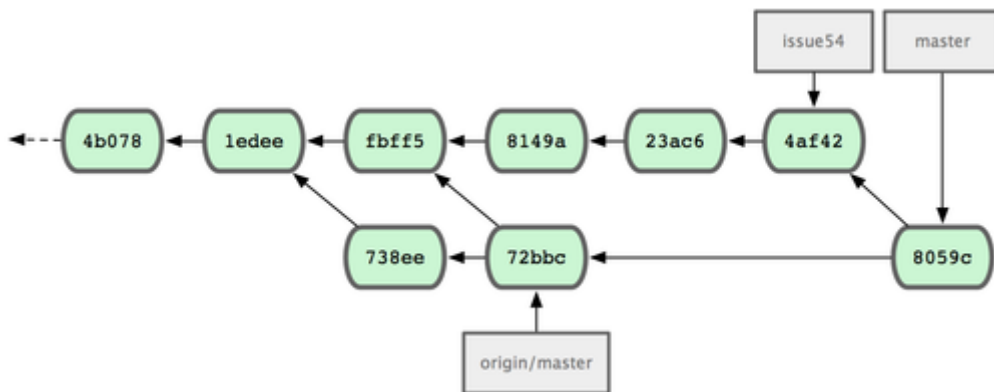 issue54
master
4b078
1edee
fbff5
8149a
23ac6
4af42
738ee
72bbc
8059c
origin/master